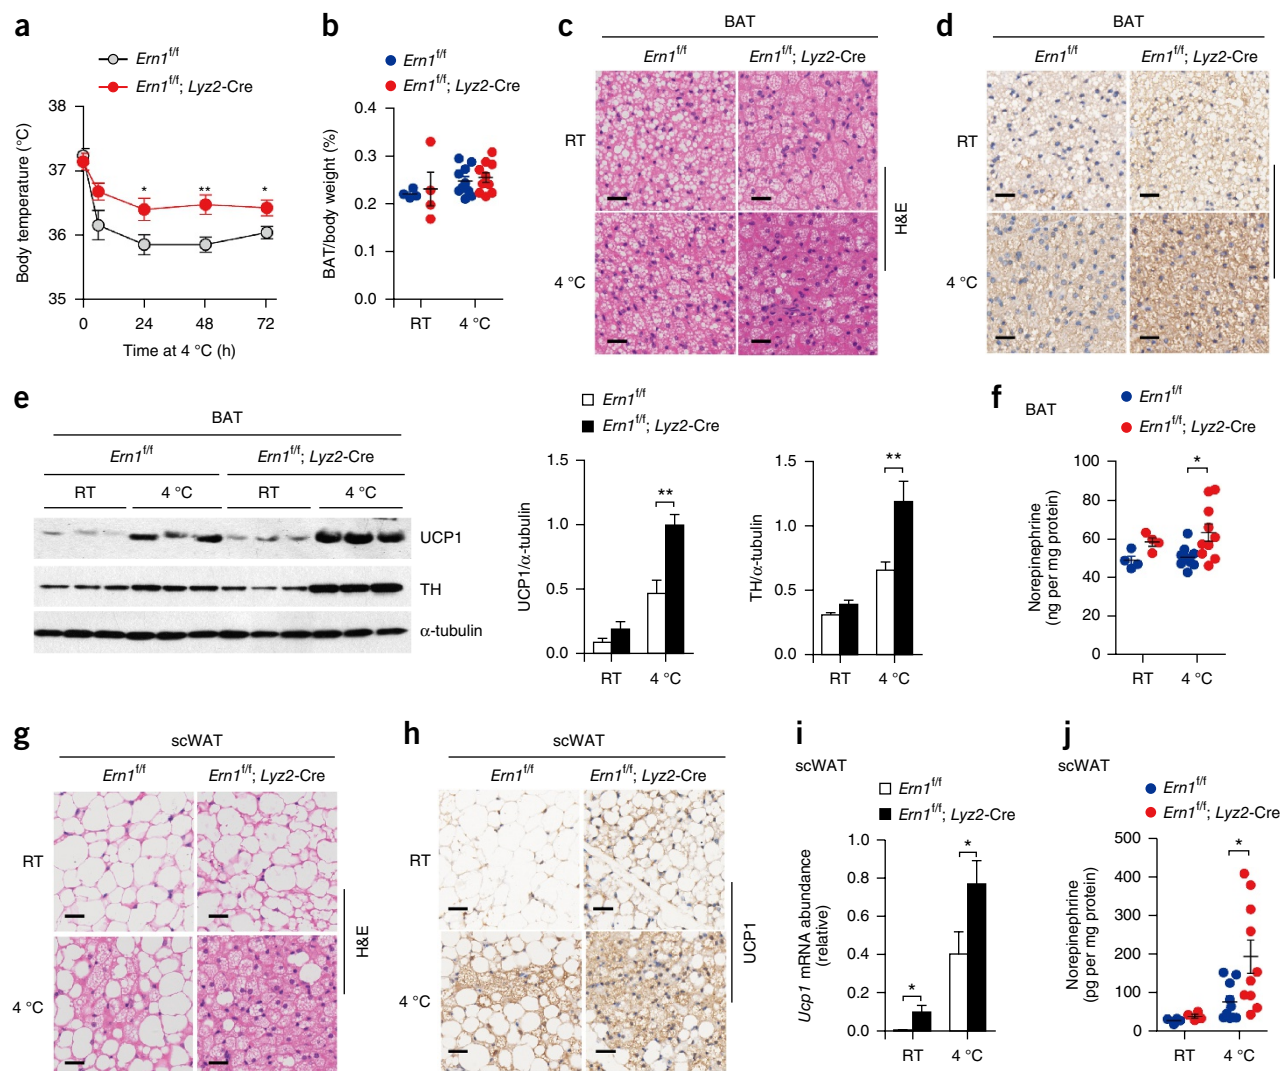 a
Ern1f/f
Ern1f/f; Lyz2-Cre
Body temperature (°C)
38
37
36
35
* ** *
0 24 48 72
Time at 4 °C (h)
b
Ern1f/f
Ern1f/f; Lyz2-Cre
BAT/body weight (%)
0.4
0.3
0.2
0.1
0.0
RT 4 °C
c
BAT
Ern1f/f Ern1f/f; Lyz2-Cre
RT
4 °C
H&E
d
BAT
Ern1f/f Ern1f/f; Lyz2-Cre
RT
4 °C
e
BAT
Ern1f/f Ern1f/f; Lyz2-Cre
RT 4 °C RT 4 °C
UCP1
TH
α-tubulin
Ern1f/f
Ern1f/f; Lyz2-Cre
UCP1/α-tubulin
1.5
1.0
0.5
0.0
**
RT 4 °C
TH/α-tubulin
1.5
1.0
0.5
0.0
**
RT 4 °C
f
BAT
Ern1f/f
Ern1f/f; Lyz2-Cre
Norepinephrine
(ng per mg protein)
100
80
60
40
20
0
*
RT 4 °C
g
scWAT
Ern1f/f Ern1f/f; Lyz2-Cre
RT
4 °C
H&E
h
scWAT
Ern1f/f Ern1f/f; Lyz2-Cre
RT
4 °C
UCP1
i
scWAT
Ern1f/f
Ern1f/f; Lyz2-Cre
Ucp1 mRNA abundance
(relative)
1.0
0.8
0.6
0.4
0.2
0.0
* *
RT 4 °C
j
scWAT
Ern1f/f
Ern1f/f; Lyz2-Cre
Norepinephrine
(pg per mg protein)
500
400
300
200
100
0
*
RT 4 °C